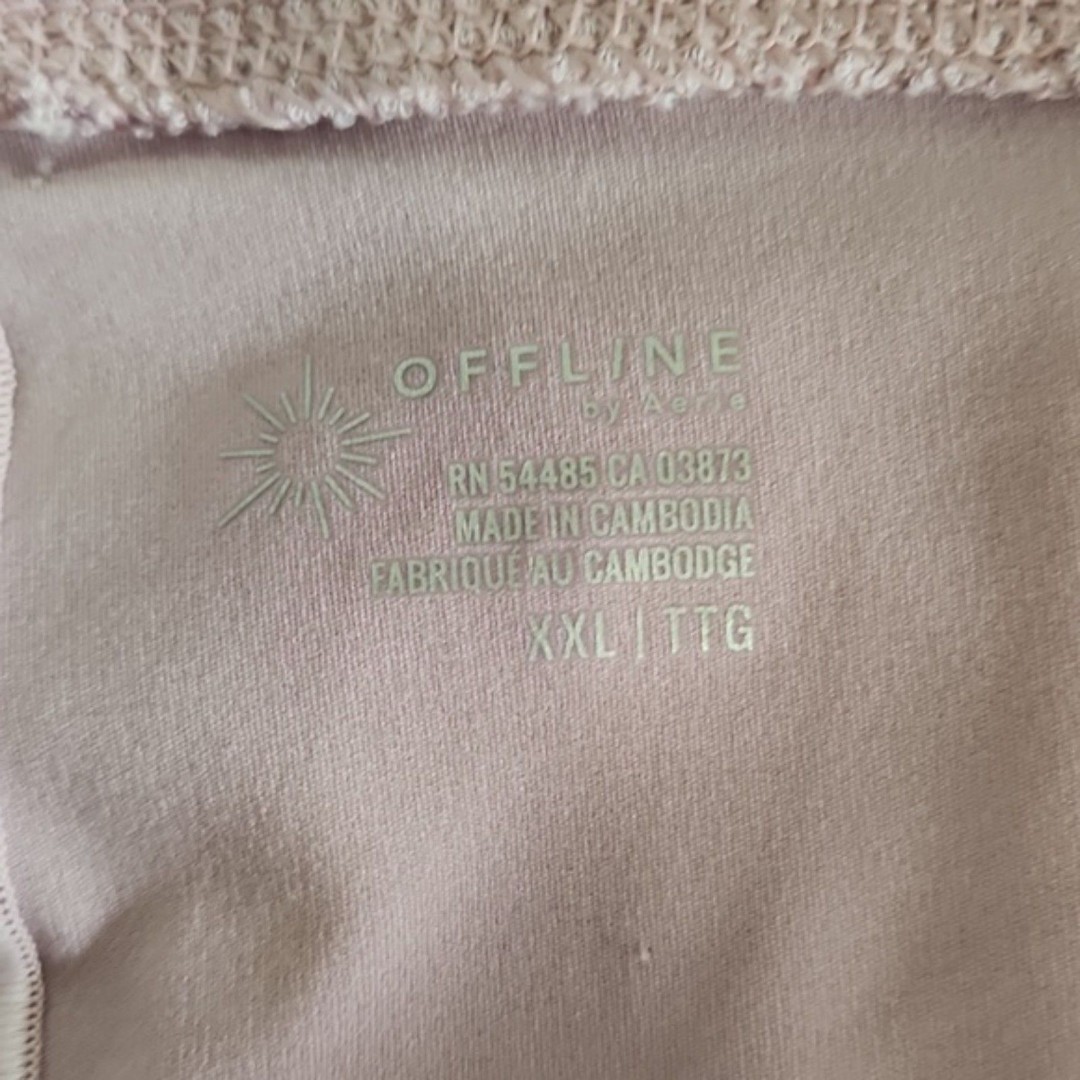 OFFLINE
by Aerie
RN 54485 CA 03873
MADE IN CAMBODIA
FABRIQUÉ AU CAMBODGE
XXL | TTG